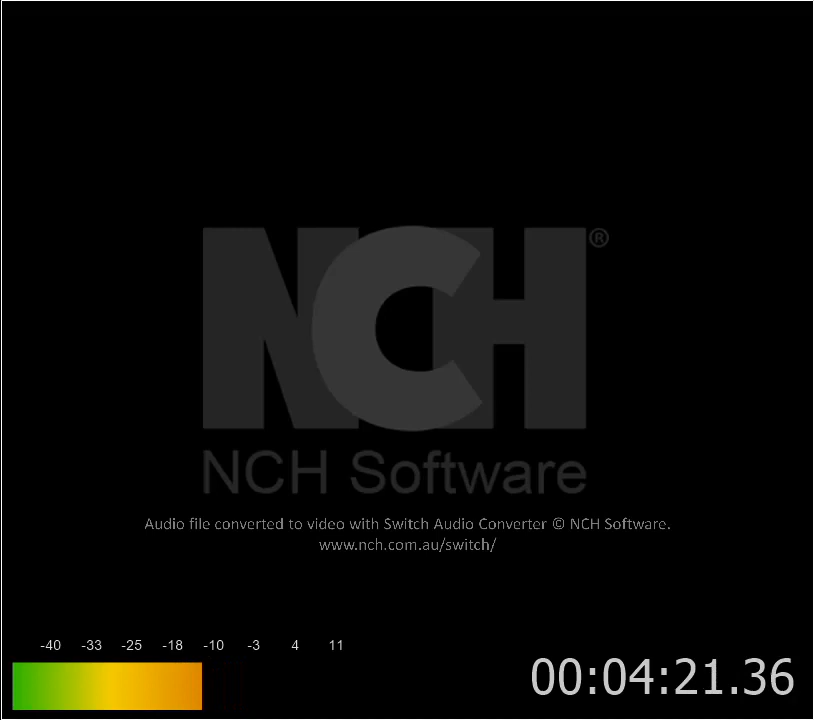 NCH®
NCH Software
Audio file converted to video with Switch Audio Converter © NCH Software.
www.nch.com.au/switch/
-40 -33 -25 -18 -10 -3 4 11
00:04:21.36